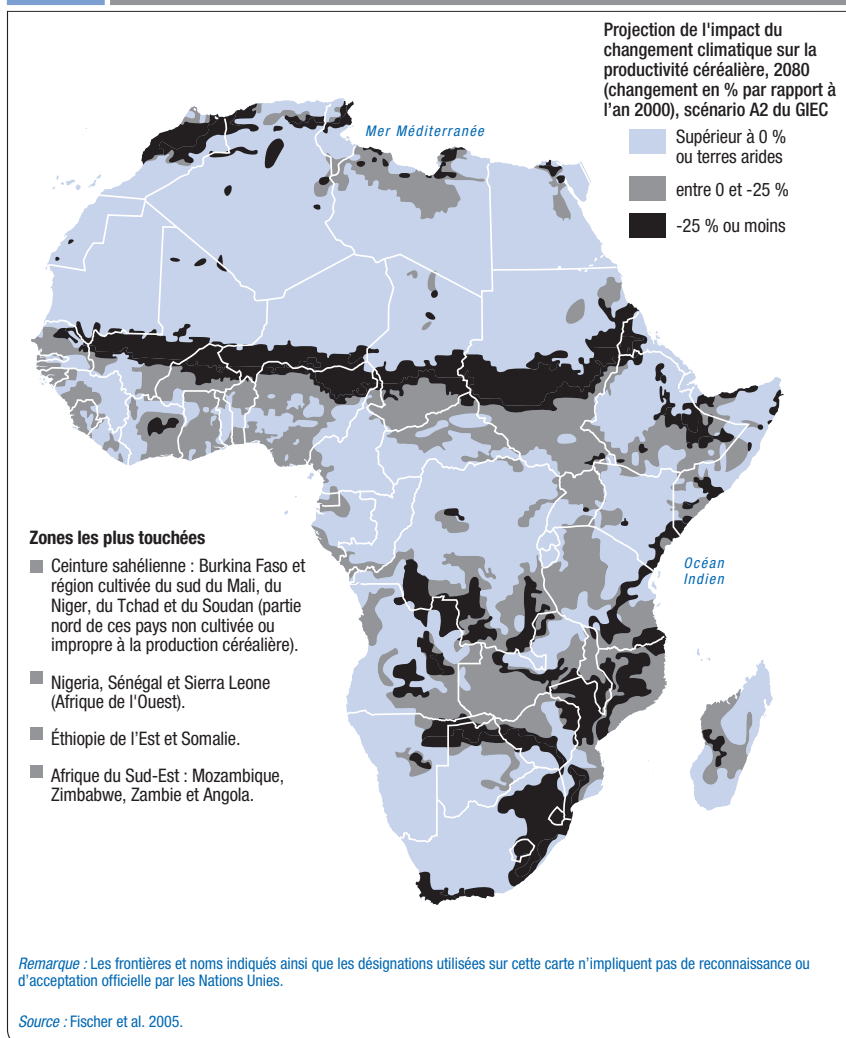 Projection de l'impact du
changement climatique sur la
productivité céréalière, 2080
(changement en % par rapport à
l'an 2000), scénario A2 du GIEC
Supérieur à 0 %
ou terres arides
entre 0 et -25 %
-25 % ou moins
Mer Méditerranée
Océan
Indien
Zones les plus touchées
Ceinture sahélienne : Burkina Faso et
région cultivée du sud du Mali, du
Niger, du Tchad et du Soudan (partie
nord de ces pays non cultivée ou
impropre à la production céréalière).
Nigeria, Sénégal et Sierra Leone
(Afrique de l'Ouest).
Éthiopie de l'Est et Somalie.
Afrique du Sud-Est : Mozambique,
Zimbabwe, Zambie et Angola.
Remarque : Les frontières et noms indiqués ainsi que les désignations utilisées sur cette carte n'impliquent pas de reconnaissance ou
d'acceptation officielle par les Nations Unies.
Source : Fischer et al. 2005.